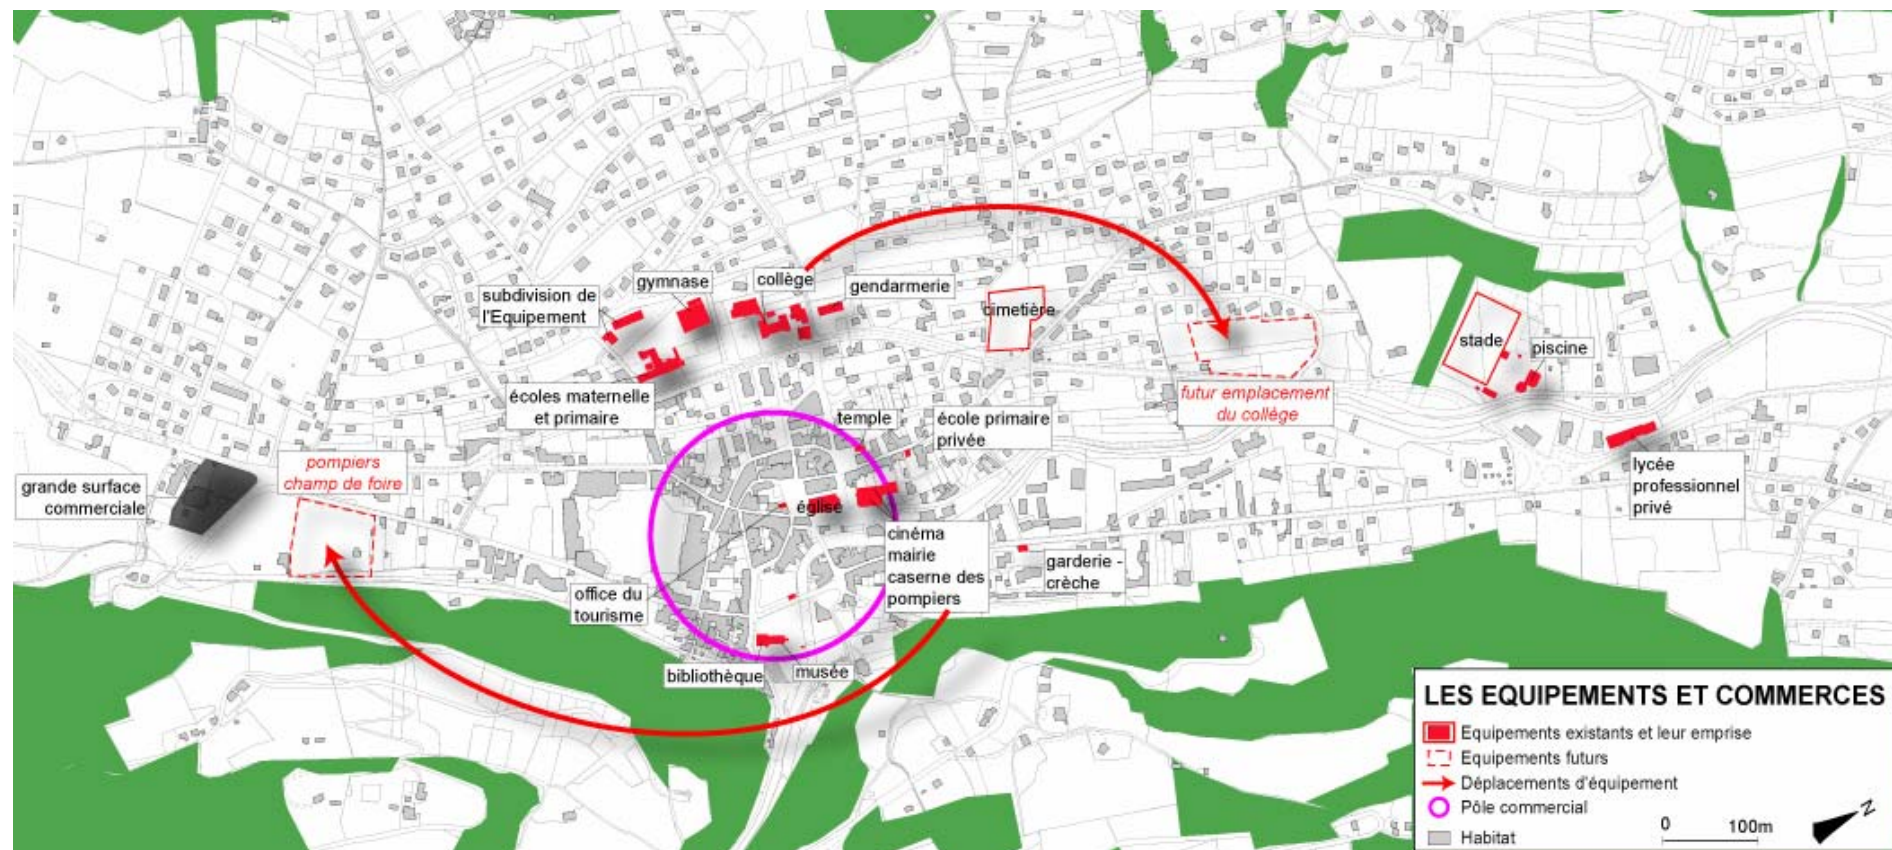 gymnase
collège
gendarmerie
subdivision de
l'Equipement
cimetière
stade
piscine
écoles maternelle
et primaire
futur emplacement
du collège
temple
école primaire
privée
pompiers
champ de foire
grande surface
commerciale
lycée
professionnel
privé
église
cinéma
mairie
caserne des
pompiers
garderie -
crèche
office du
tourisme
bibliothèque
musée
LES EQUIPEMENTS ET COMMERCES
Equipements existants et leur emprise
Equipements futurs
Déplacements d'équipement
Pôle commercial
Habitat
0 100m
N